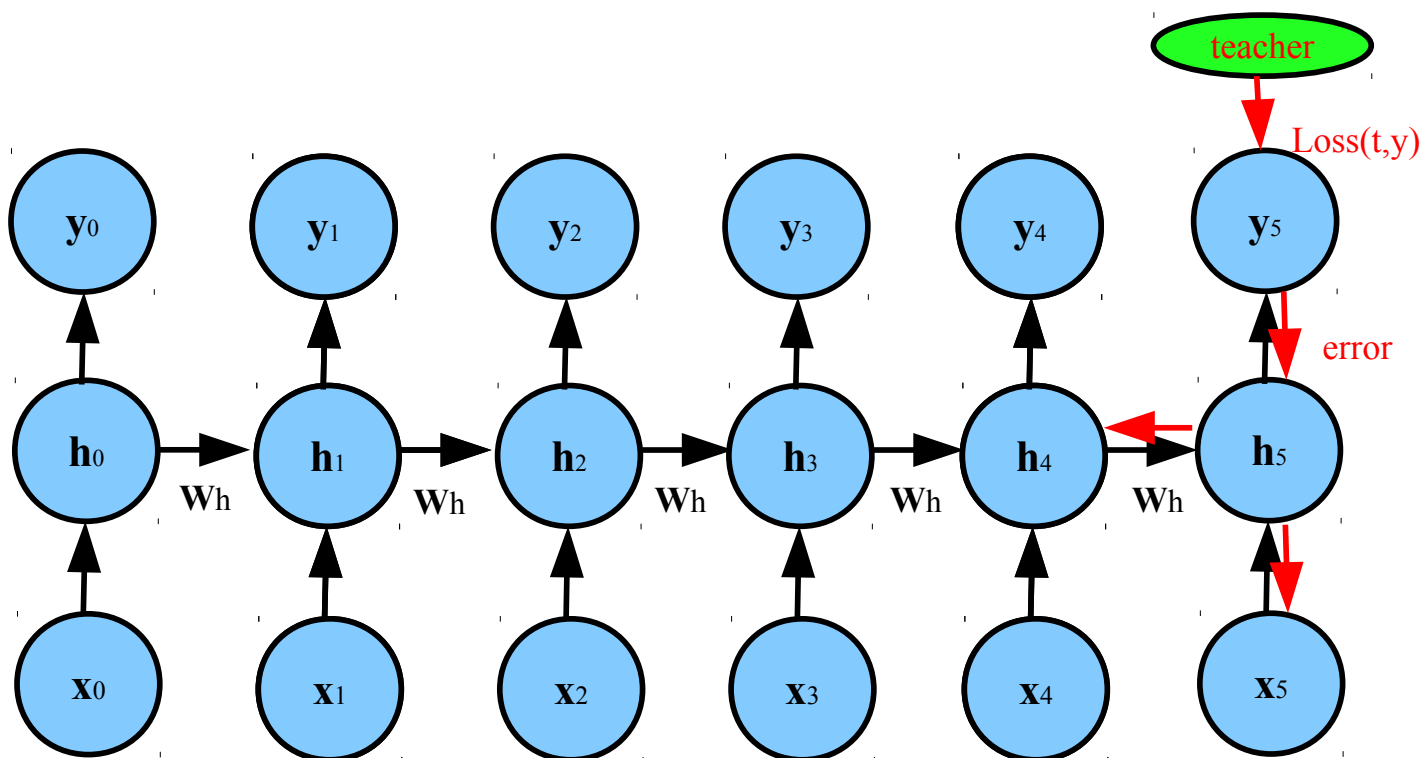 teacher
Loss(t,y)
y0 y1 y2 y3 y4 y5
error
h0 h1 h2 h3 h4 h5
Wh Wh Wh Wh Wh
x0 x1 x2 x3 x4 x5